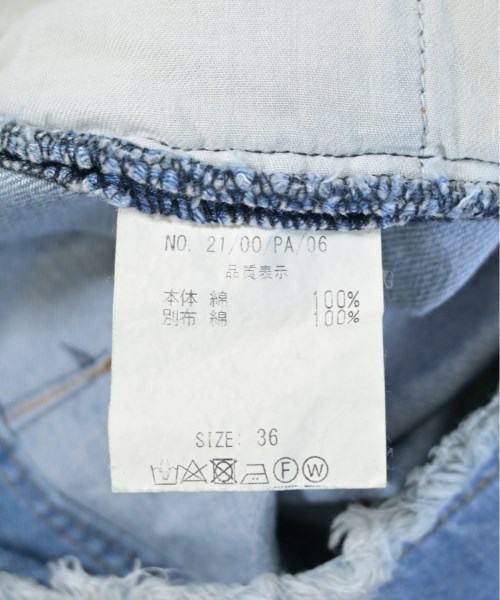 NO. 21/00/PA/06
品質表示
本体 綿 100%
別布 綿 100%
SIZE: 36
F W